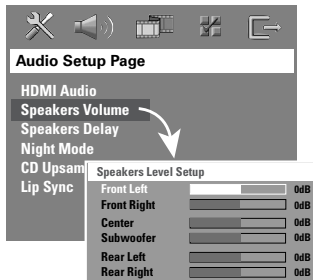 Audio Setup Page
HDMI Audio
Speakers Volume
Speakers Delay
Night Mode
CD Upsam
Lip Sync
Speakers Level Setup
Front Left 0dB
Front Right 0dB
Center 0dB
Subwoofer 0dB
Rear Left 0dB
Rear Right 0dB